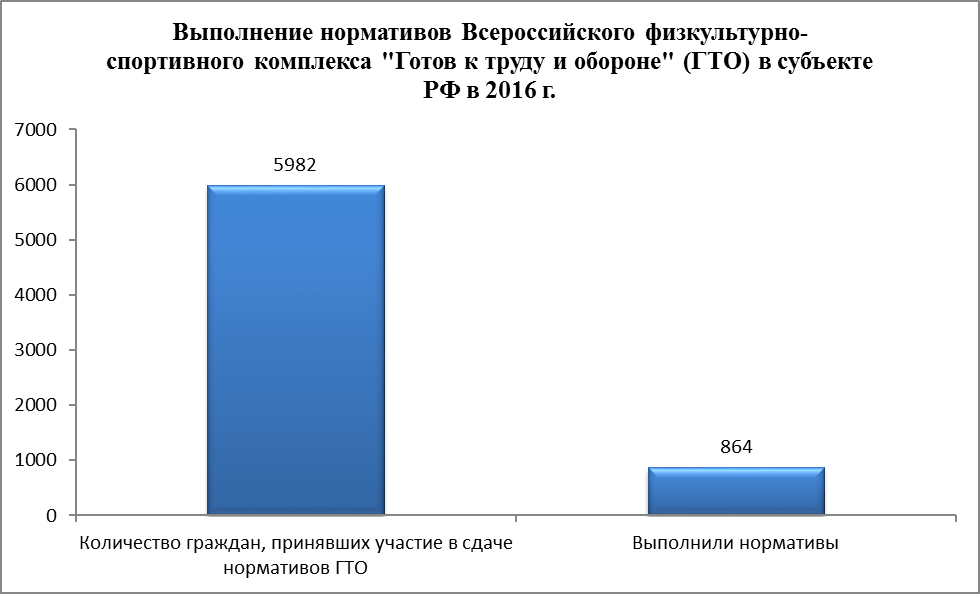 Выполнение нормативов Всероссийского физкультурно-
спортивного комплекса "Готов к труду и обороне" (ГТО) в субъекте
РФ в 2016 г.
7000
6000
5000
4000
3000
2000
1000
0
5982
864
Количество граждан, принявших участие в сдаче
нормативов ГТО
Выполнили нормативы